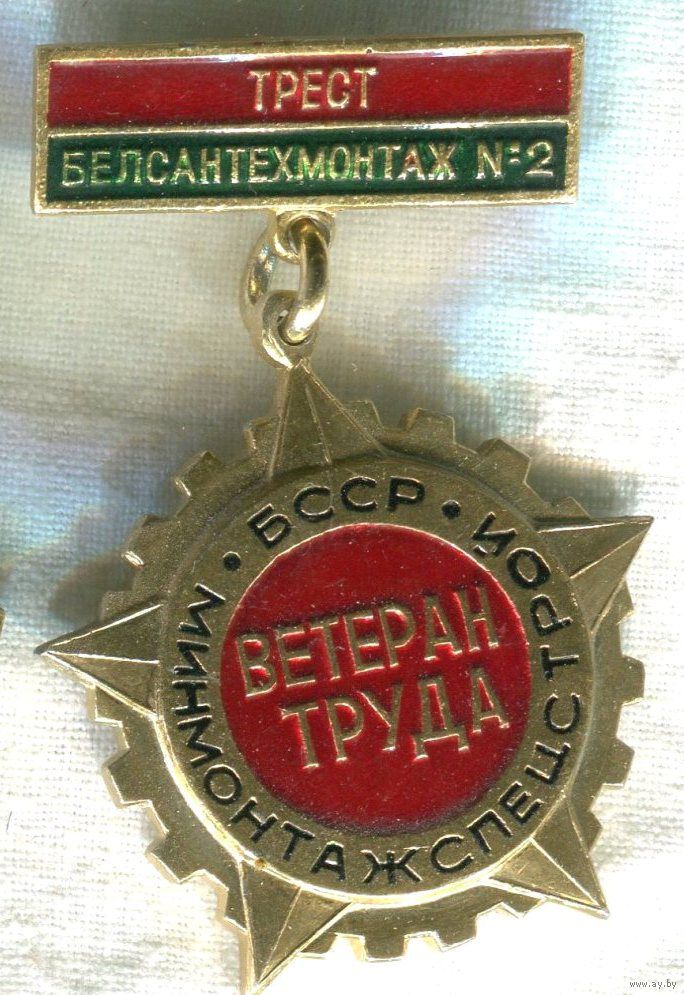 ТРЕСТ
БЕЛСАНТЕХМОНТАЖ №2
• БССР •
МИНМОНТАЖСПЕЦСТРОЙ
ВЕТЕРАН
ТРУДА
www.ay.by